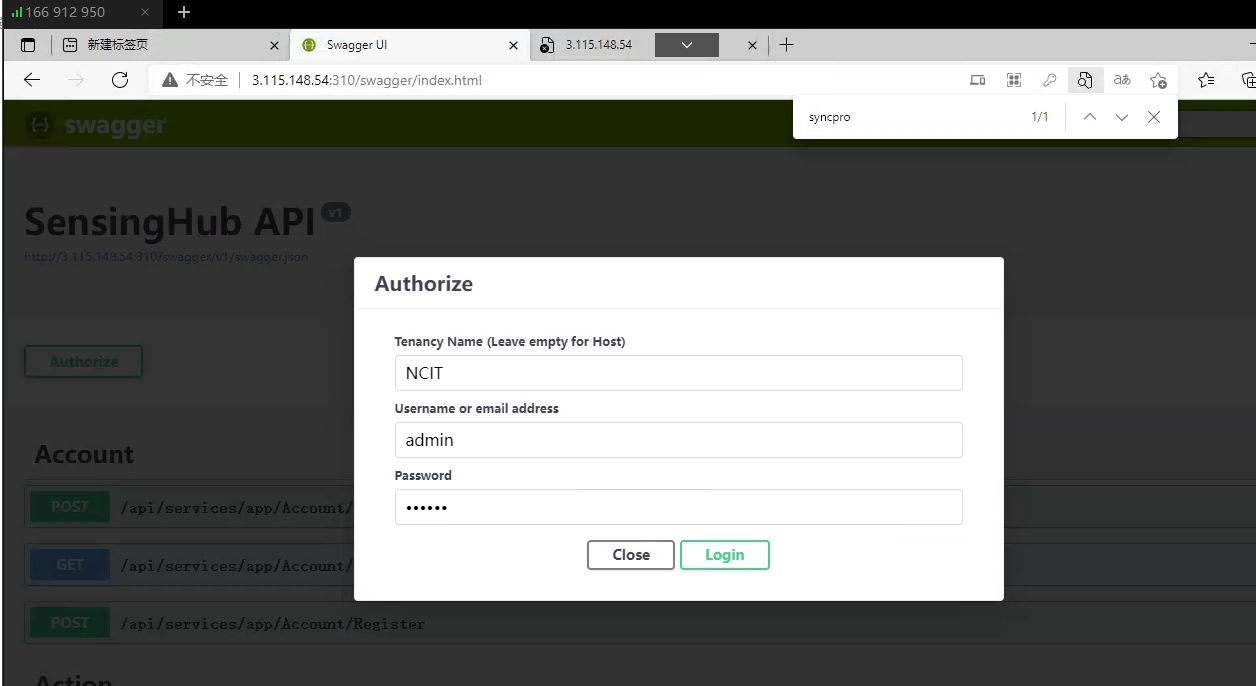 166 912 950
新建标签页
Swagger UI
3.115.148.54
不安全
3.115.148.54:310/swagger/index.html
aあ
syncpro
1/1
{··}
swagger
SensingHub API
v1
http://3.115.148.54:310/swagger/v1/swagger.json
Authorize
Authorize
Tenancy Name (Leave empty for Host)
NCIT
Username or email address
admin
Password
••••••
Close
Login
Account
POST
/api/services/app/Account/
GET
/api/services/app/Account/
POST
/api/services/app/Account/Register
Action